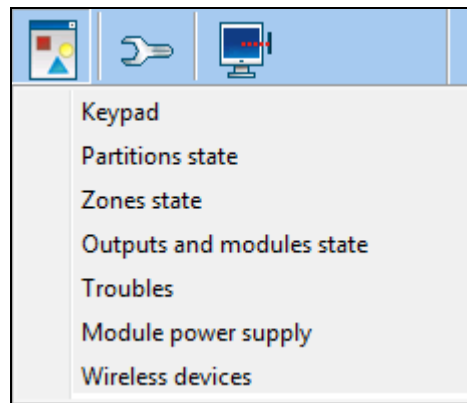 Keypad
Partitions state
Zones state
Outputs and modules state
Troubles
Module power supply
Wireless devices